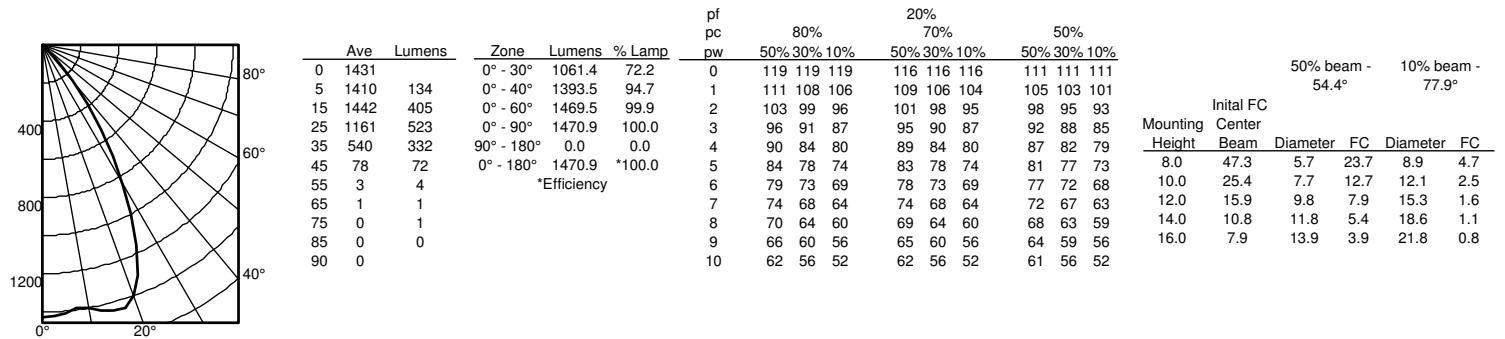 80°
400
60°
800
1200
40°
0° 20°
Ave Lumens
0 1431
5 1410 134
15 1442 405
25 1161 523
35 540 332
45 78 72
55 3 4
65 1 1
75 0 1
85 0 0
90 0
Zone Lumens % Lamp
0° - 30° 1061.4 72.2
0° - 40° 1393.5 94.7
0° - 60° 1469.5 99.9
0° - 90° 1470.9 100.0
90° - 180° 0.0 0.0
0° - 180° 1470.9 *100.0
*Efficiency
pf 20%
pc 80% 70% 50%
pw 50% 30% 10% 50% 30% 10% 50% 30% 10%
0 119 119 119 116 116 116 111 111 111
1 111 108 106 109 106 104 105 103 101
2 103 99 96 101 98 95 98 95 93
3 96 91 87 95 90 87 92 88 85
4 90 84 80 89 84 80 87 82 79
5 84 78 74 83 78 74 81 77 73
6 79 73 69 78 73 69 77 72 68
7 74 68 64 74 68 64 72 67 63
8 70 64 60 69 64 60 68 63 59
9 66 60 56 65 60 56 64 59 56
10 62 56 52 62 56 52 61 56 52
50% beam - 10% beam -
54.4° 77.9°
Inital FC
Mounting Center
Height Beam Diameter FC Diameter FC
8.0 47.3 5.7 23.7 8.9 4.7
10.0 25.4 7.7 12.7 12.1 2.5
12.0 15.9 9.8 7.9 15.3 1.6
14.0 10.8 11.8 5.4 18.6 1.1
16.0 7.9 13.9 3.9 21.8 0.8